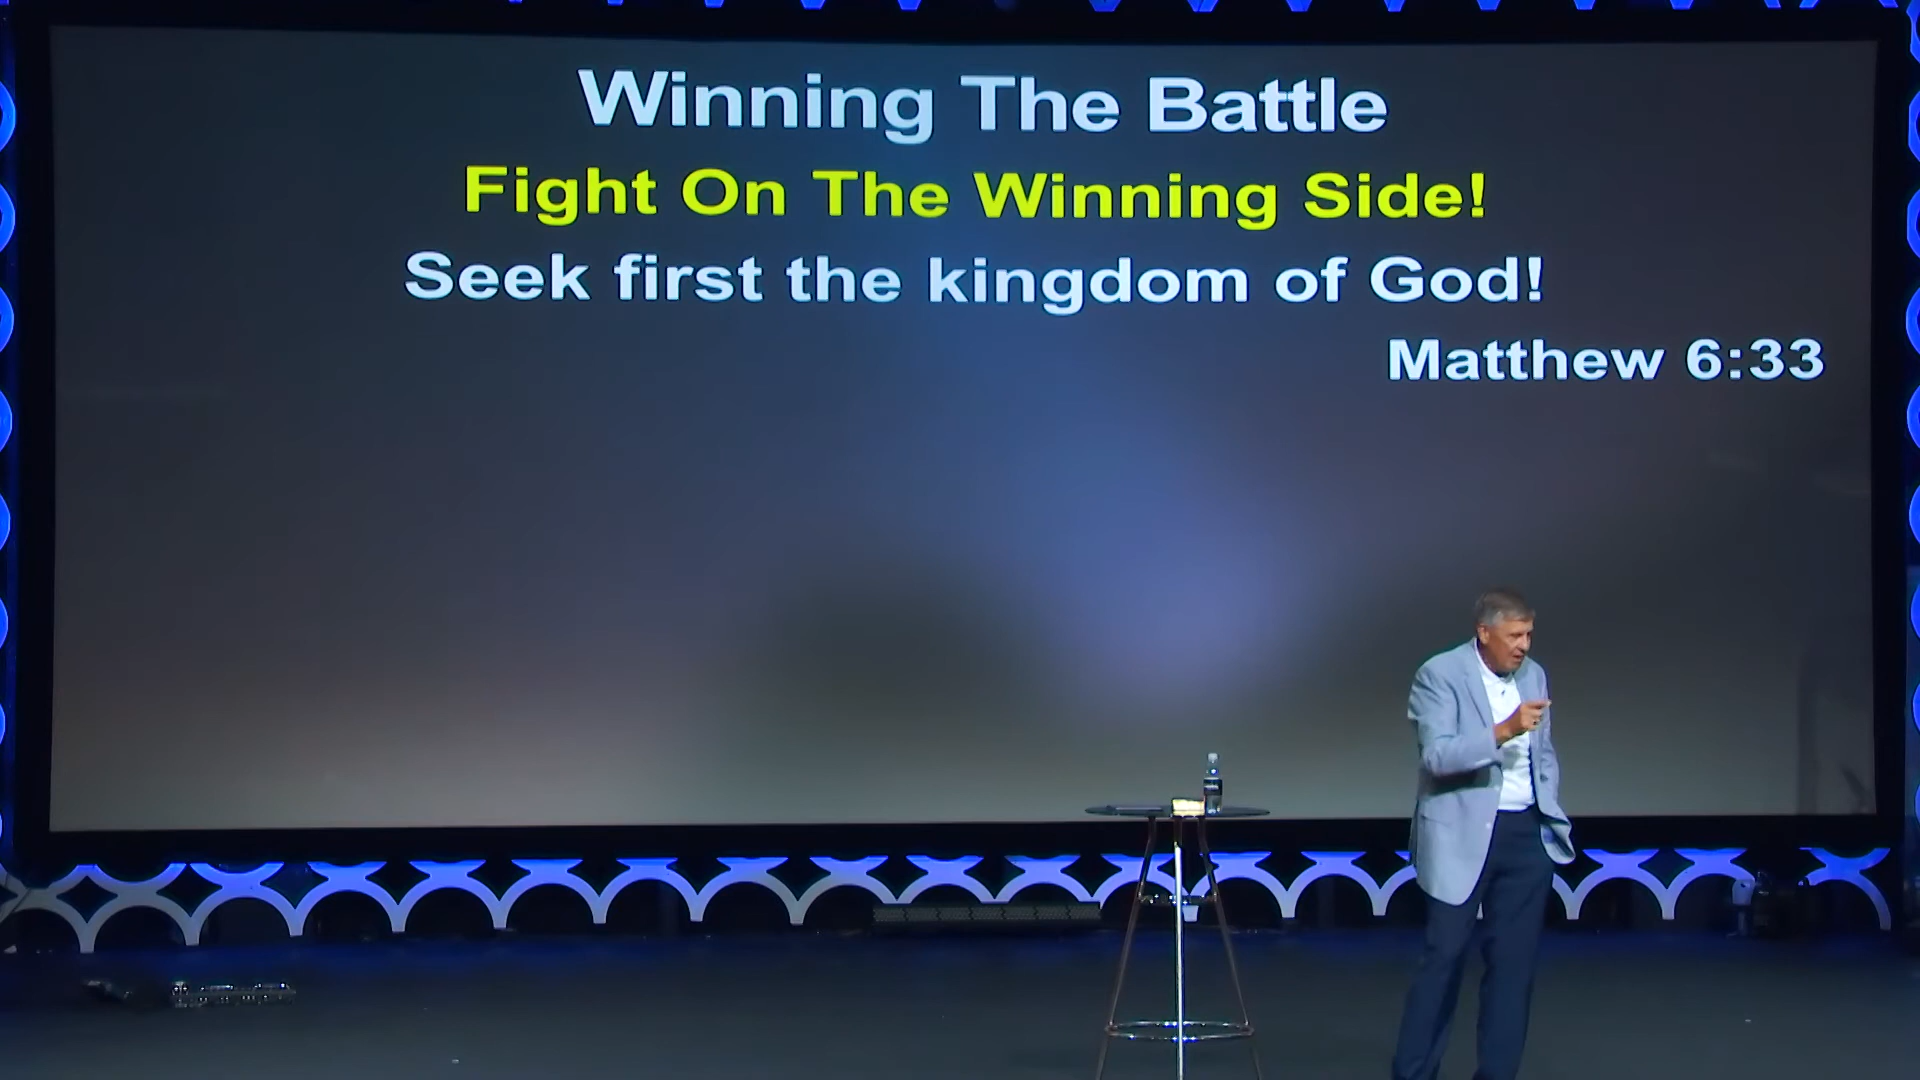 Winning The Battle
Fight On The Winning Side!
Seek first the kingdom of God!
Matthew 6:33